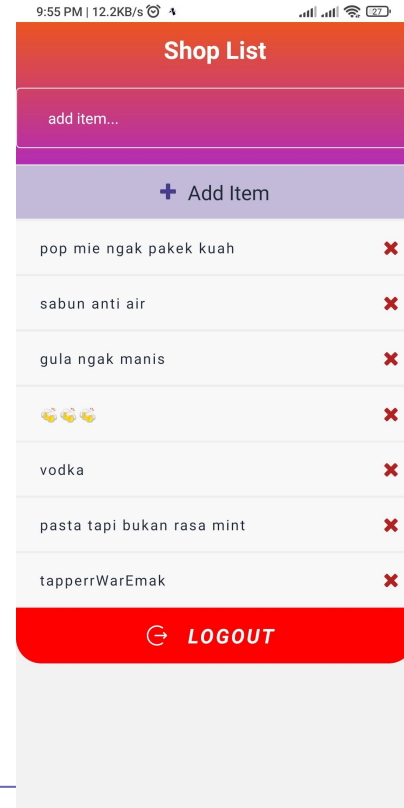 9:55 PM | 12.2KB/s 27
Shop List
add item...
Add Item
pop mie ngak pakek kuah
sabun anti air
gula ngak manis
🍻🍻🍻
vodka
pasta tapi bukan rasa mint
tapperrWarEmak
LOGOUT